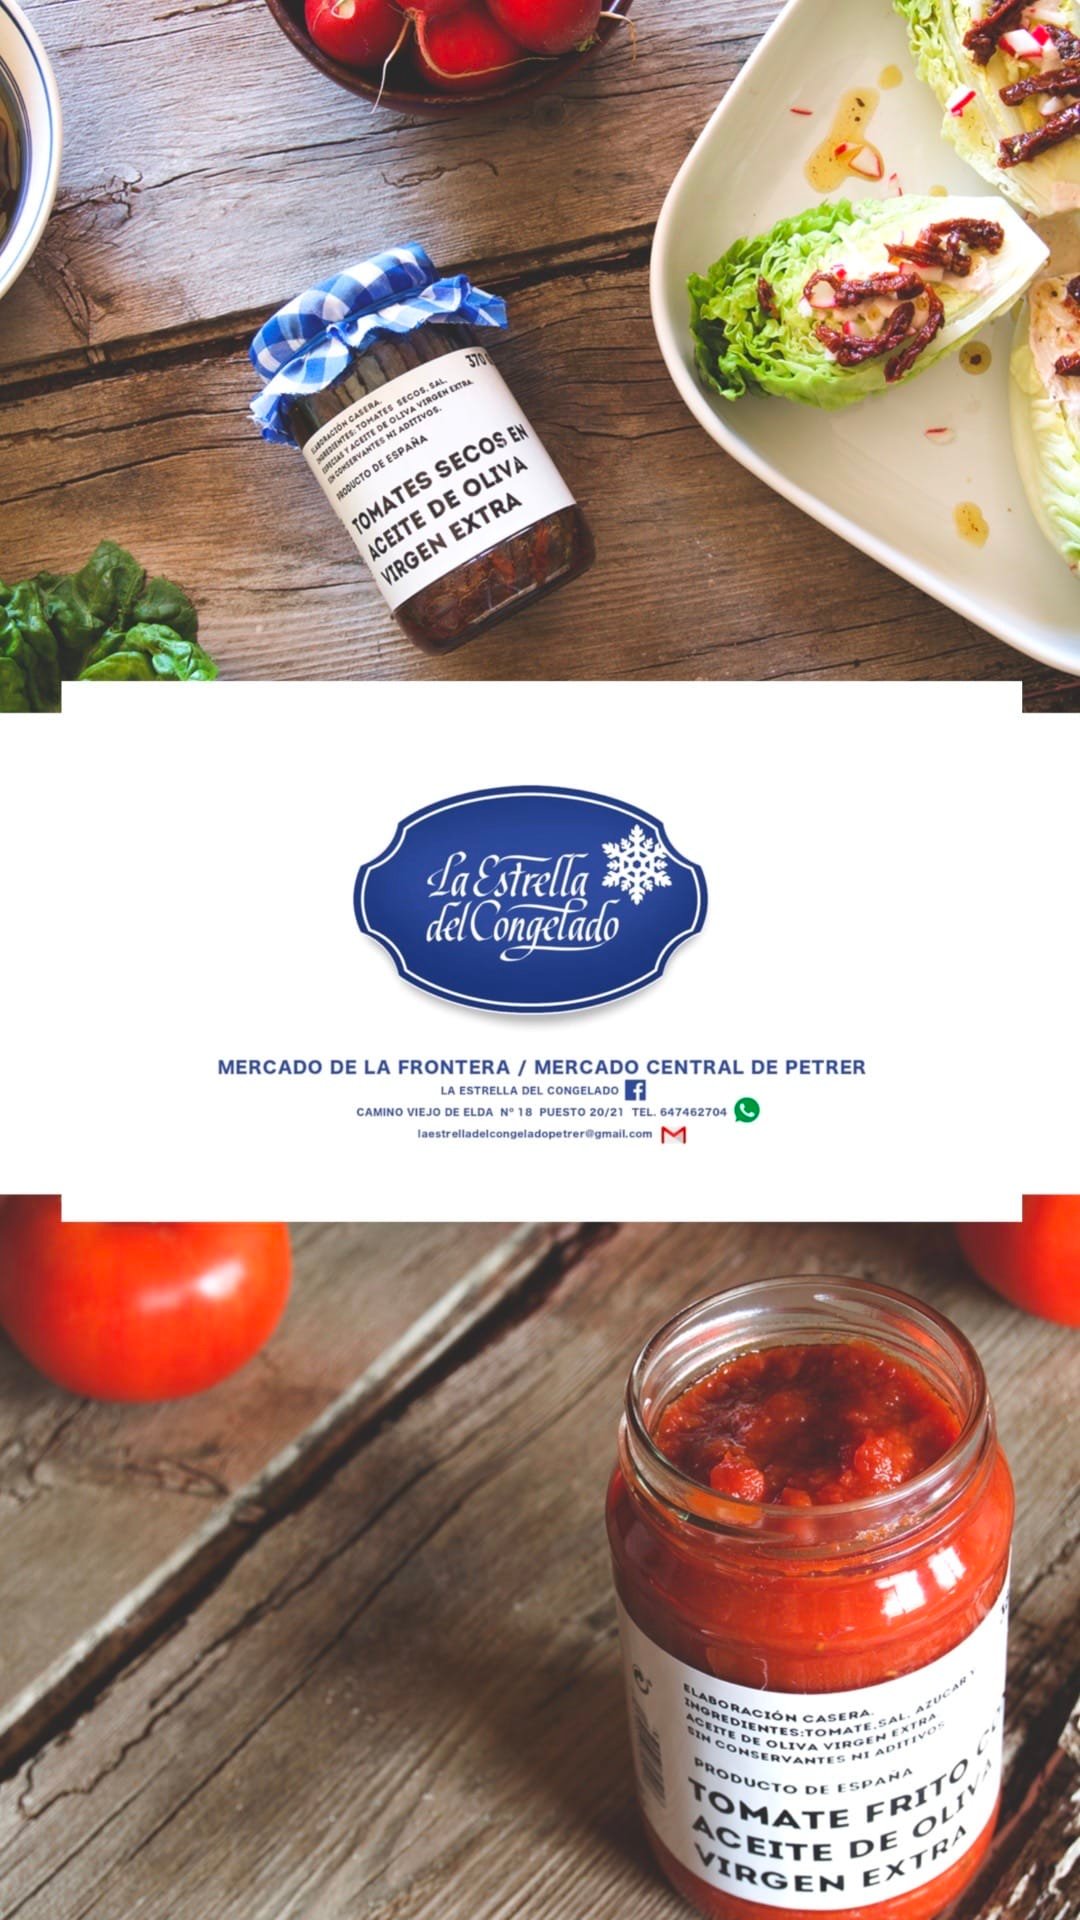 370
ELABORACIÓN CASERA.
INGREDIENTES: TOMATES SECOS, SAL,
ESPECIAS Y ACEITE DE OLIVA VIRGEN EXTRA.
SIN CONSERVANTES NI ADITIVOS.
PRODUCTO DE ESPAÑA
TOMATES SECOS EN
ACEITE DE OLIVA
VIRGEN EXTRA
La Estrella
del Congelado
MERCADO DE LA FRONTERA / MERCADO CENTRAL DE PETRER
LA ESTRELLA DEL CONGELADO
CAMINO VIEJO DE ELDA Nº 18 PUESTO 20/21 TEL. 647462704
laestrelladelcongeladopetrer@gmail.com
ELABORACIÓN CASERA.
INGREDIENTES:TOMATE,SAL, AZUCAR Y
ACEITE DE OLIVA VIRGEN EXTRA.
SIN CONSERVANTES NI ADITIVOS
PRODUCTO DE ESPAÑA
TOMATE FRITO
ACEITE DE OLIVA
VIRGEN EXTRA